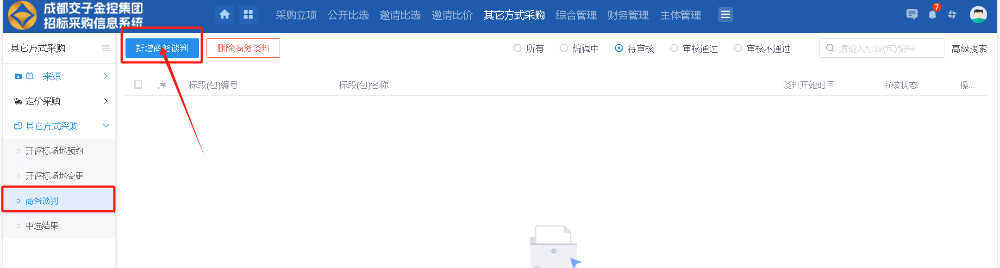 成都交子金控集团
招标采购信息系统
采购立项 公开比选 邀请比选 邀请比价 其它方式采购 综合管理 财务管理 主体管理
7
其它方式采购
新增商务谈判 删除商务谈判
所有 编辑中 待审核 审核通过 审核不通过
请输入标段(包)编号 高级搜索
单一来源
定价采购
其它方式采购
开评标场地预约
开评标场地变更
商务谈判
中选结果
序 标段(包)编号 标段(包)名称 谈判开始时间 审核状态 操...